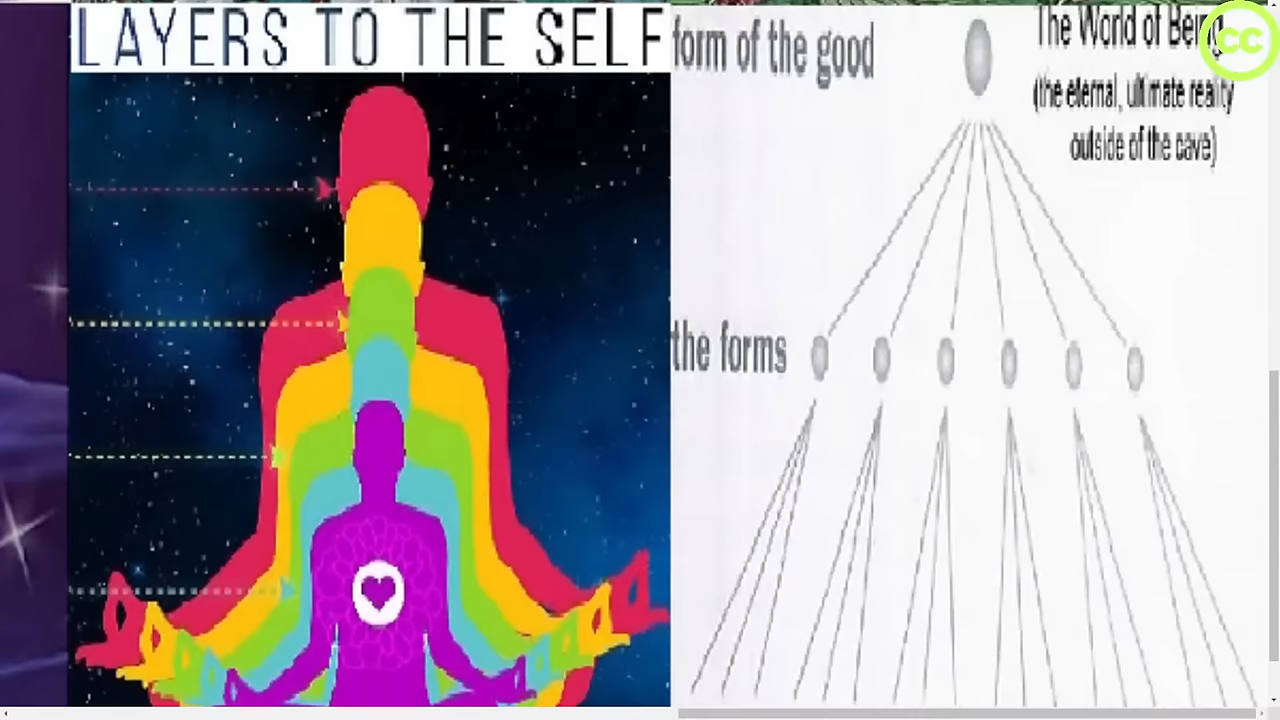 LAYERS TO THE SELF
form of the good
The World of Being
(the eternal, ultimate reality
outside of the cave)
the forms
CC